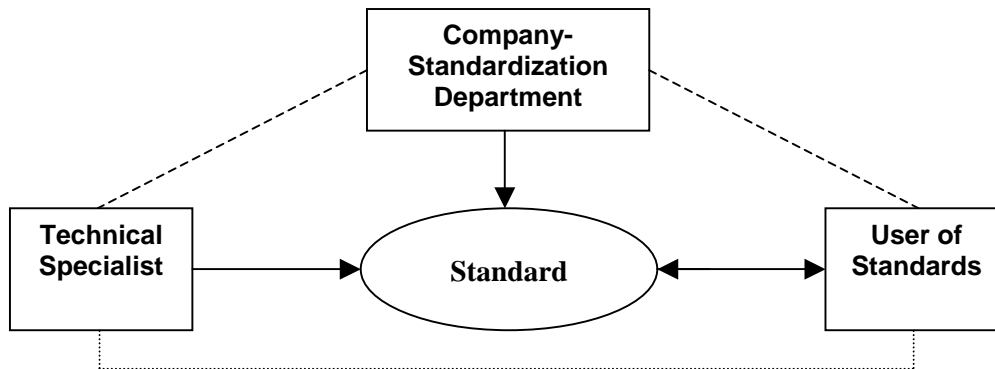 Company-
Standardization
Department
Technical
Specialist
Standard
User of
Standards